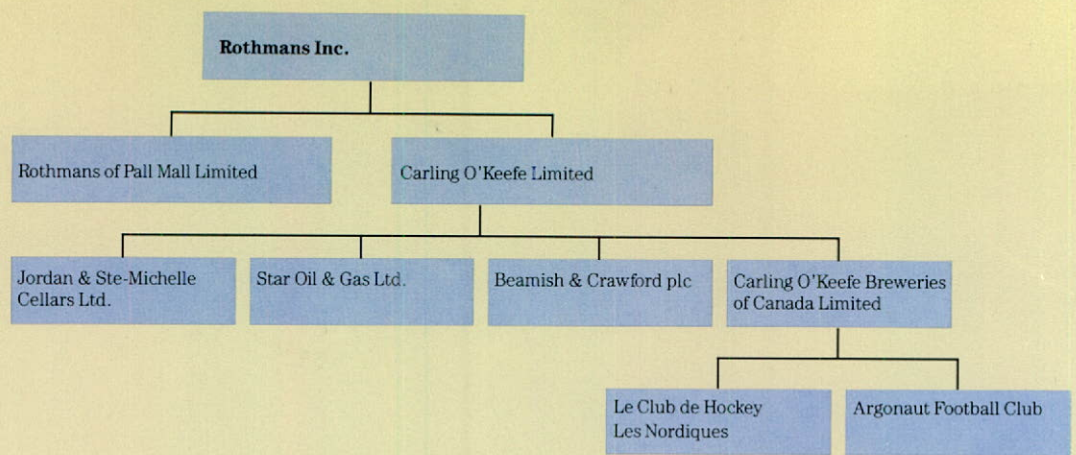 Rothmans Inc.
Rothmans of Pall Mall Limited
Carling O'Keefe Limited
Jordan & Ste-Michelle
Cellars Ltd.
Star Oil & Gas Ltd.
Beamish & Crawford plc
Carling O'Keefe Breweries
of Canada Limited
Le Club de Hockey
Les Nordiques
Argonaut Football Club